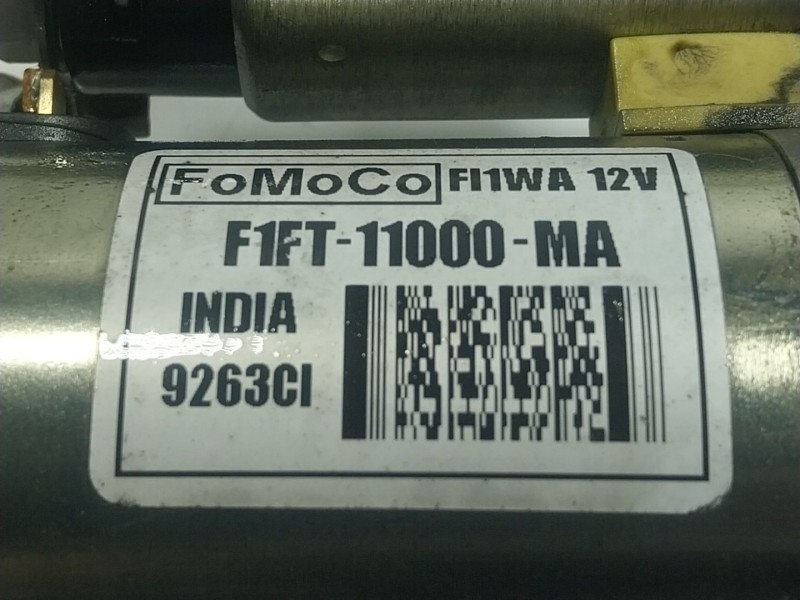 FoMoCo FI1WA 12V
F1FT-11000-MA
INDIA
9263CI